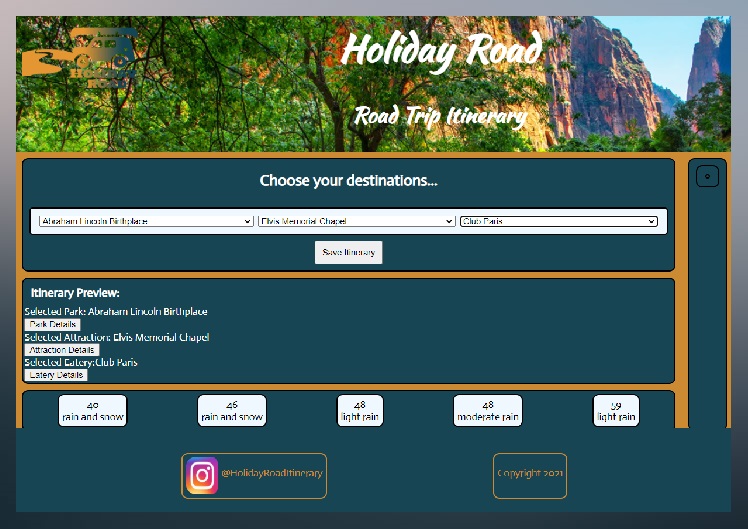 HOLIDAY
ROAD
Holiday Road
Road Trip Itinerary
Choose your destinations...
Abraham Lincoln Birthplace
Elvis Memorial Chapel
Club Paris
Save Itinerary
Itinerary Preview:
Selected Park: Abraham Lincoln Birthplace
Park Details
Selected Attraction: Elvis Memorial Chapel
Attraction Details
Selected Eatery:Club Paris
Eatery Details
40
rain and snow
46
rain and snow
48
light rain
48
moderate rain
59
light rain
@HolidayRoadItinerary
Copyright 2021